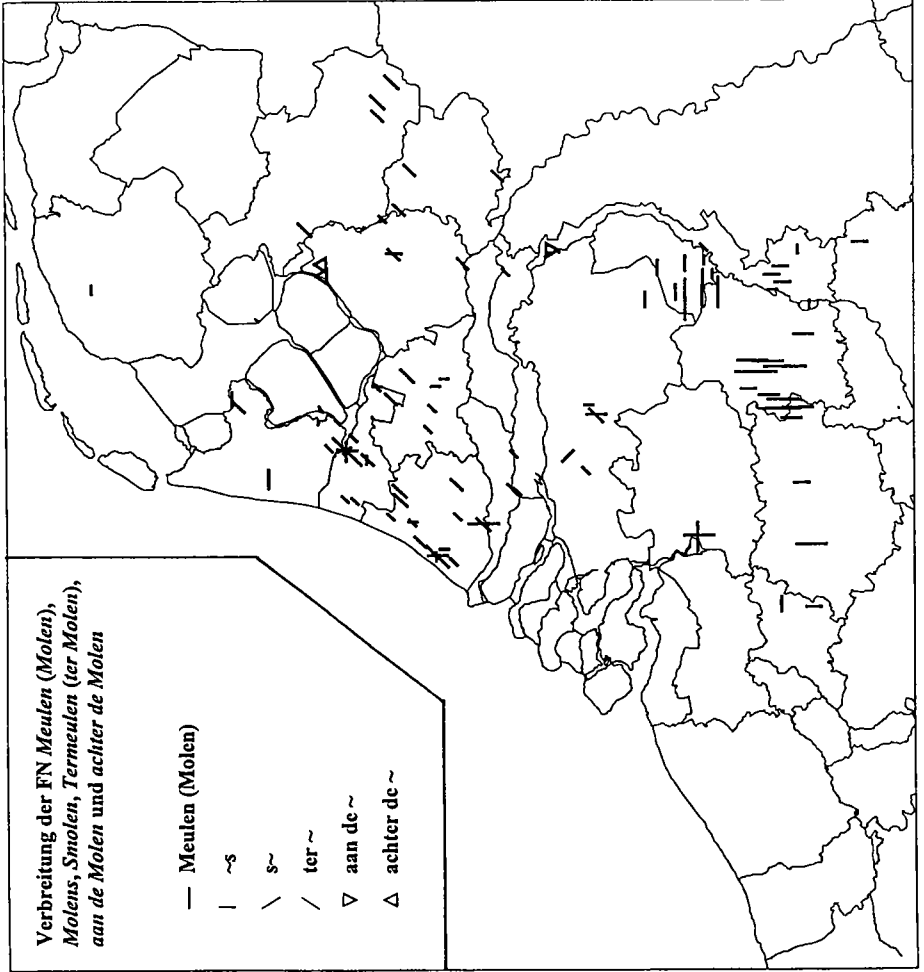 Verbreitung der FN Meulen (Molen),
Molens, Smolen, Termeulen (ter Molen),
aan de Molen und achter de Molen
Meulen (Molen)
~s
s~
ter ~
aan de ~
achter de ~